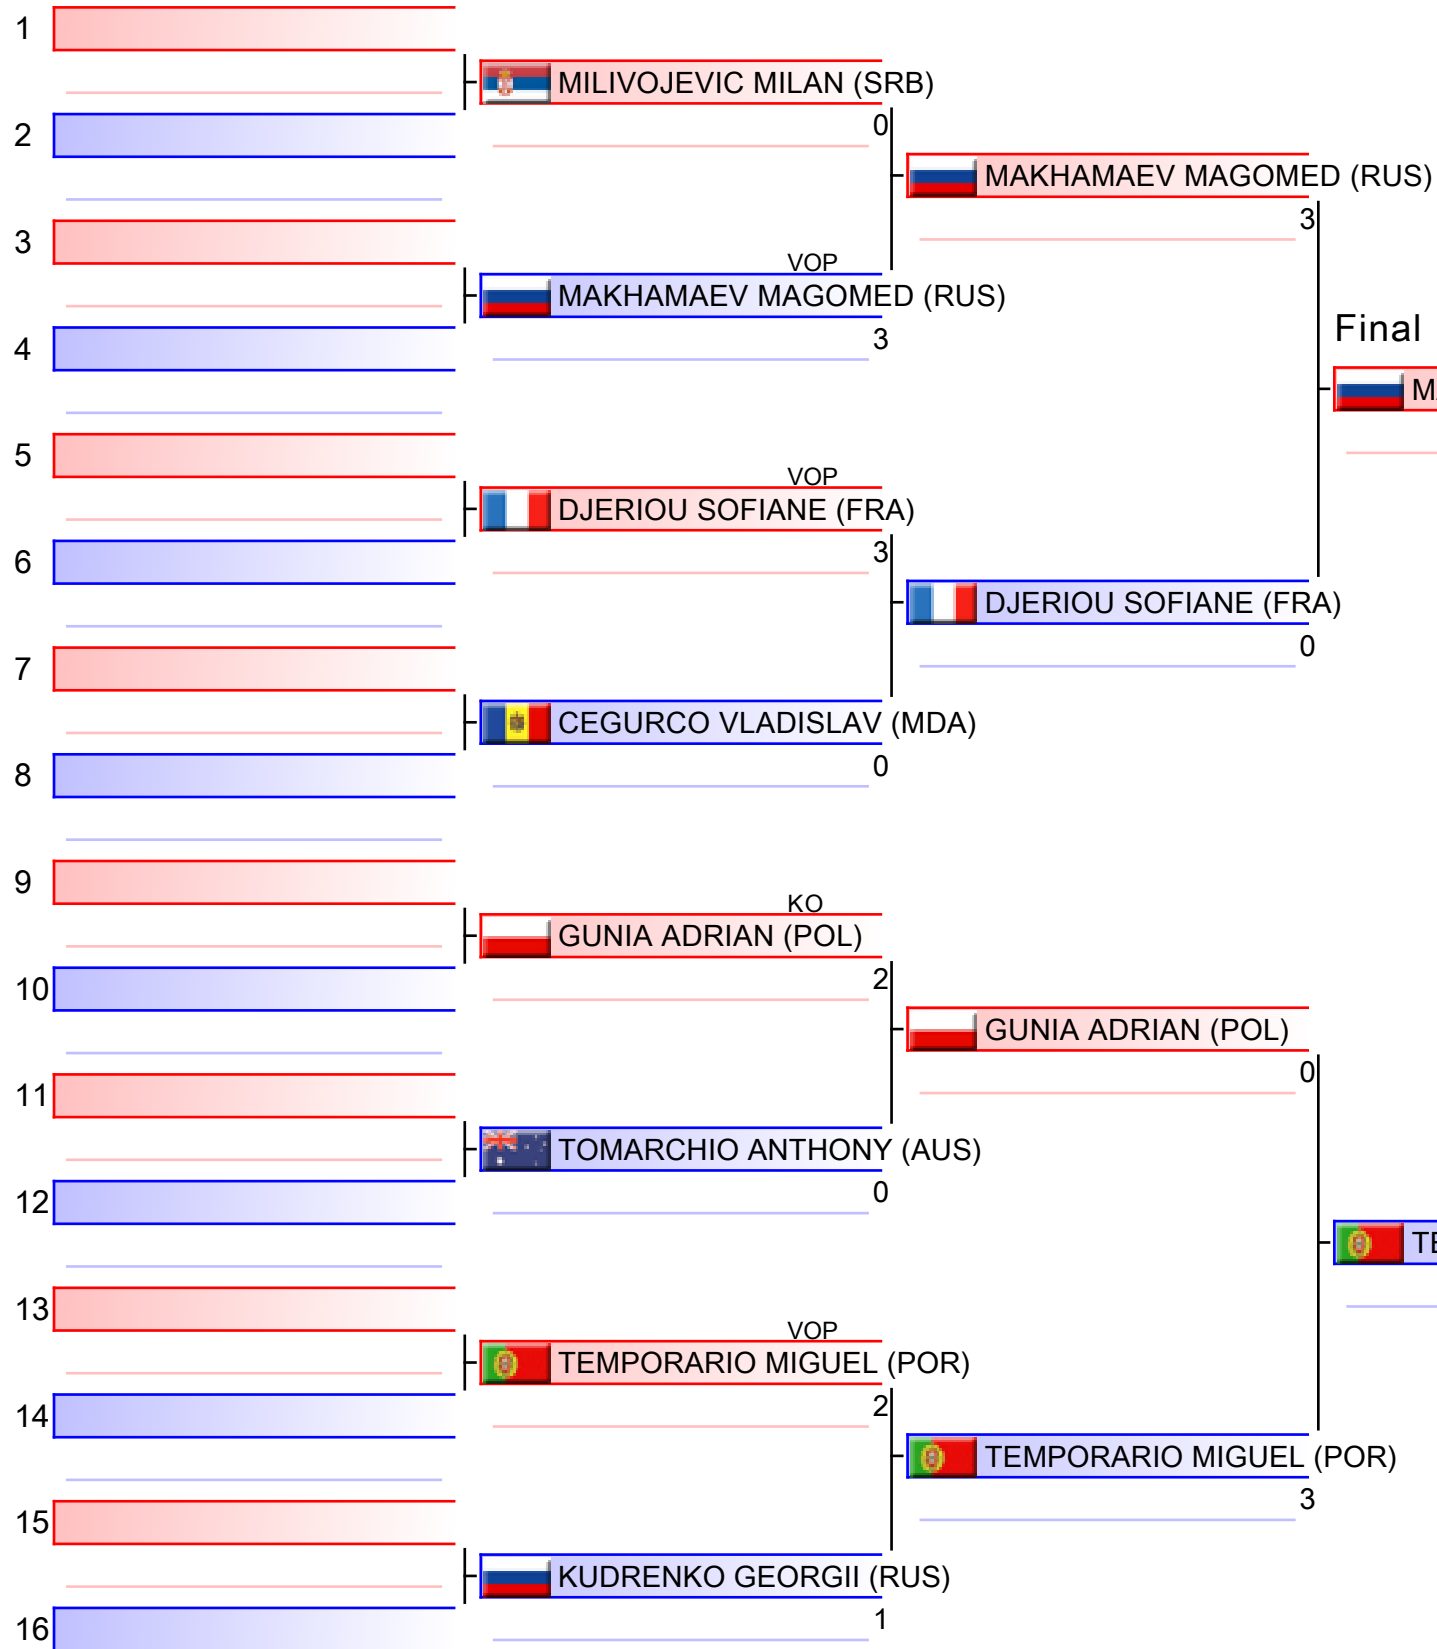 1
MILIVOJEVIC MILAN (SRB)
0
2
MAKHAMAEV MAGOMED (RUS)
3
3
VOP
MAKHAMAEV MAGOMED (RUS)
3
4
Final
5
VOP
DJERIOU SOFIANE (FRA)
3
6
DJERIOU SOFIANE (FRA)
0
7
CEGURCO VLADISLAV (MDA)
0
8
9
KO
GUNIA ADRIAN (POL)
2
10
GUNIA ADRIAN (POL)
0
11
TOMARCHIO ANTHONY (AUS)
0
12
13
VOP
TEMPORARIO MIGUEL (POR)
2
14
TEMPORARIO MIGUEL (POR)
3
15
KUDRENKO GEORGII (RUS)
1
16